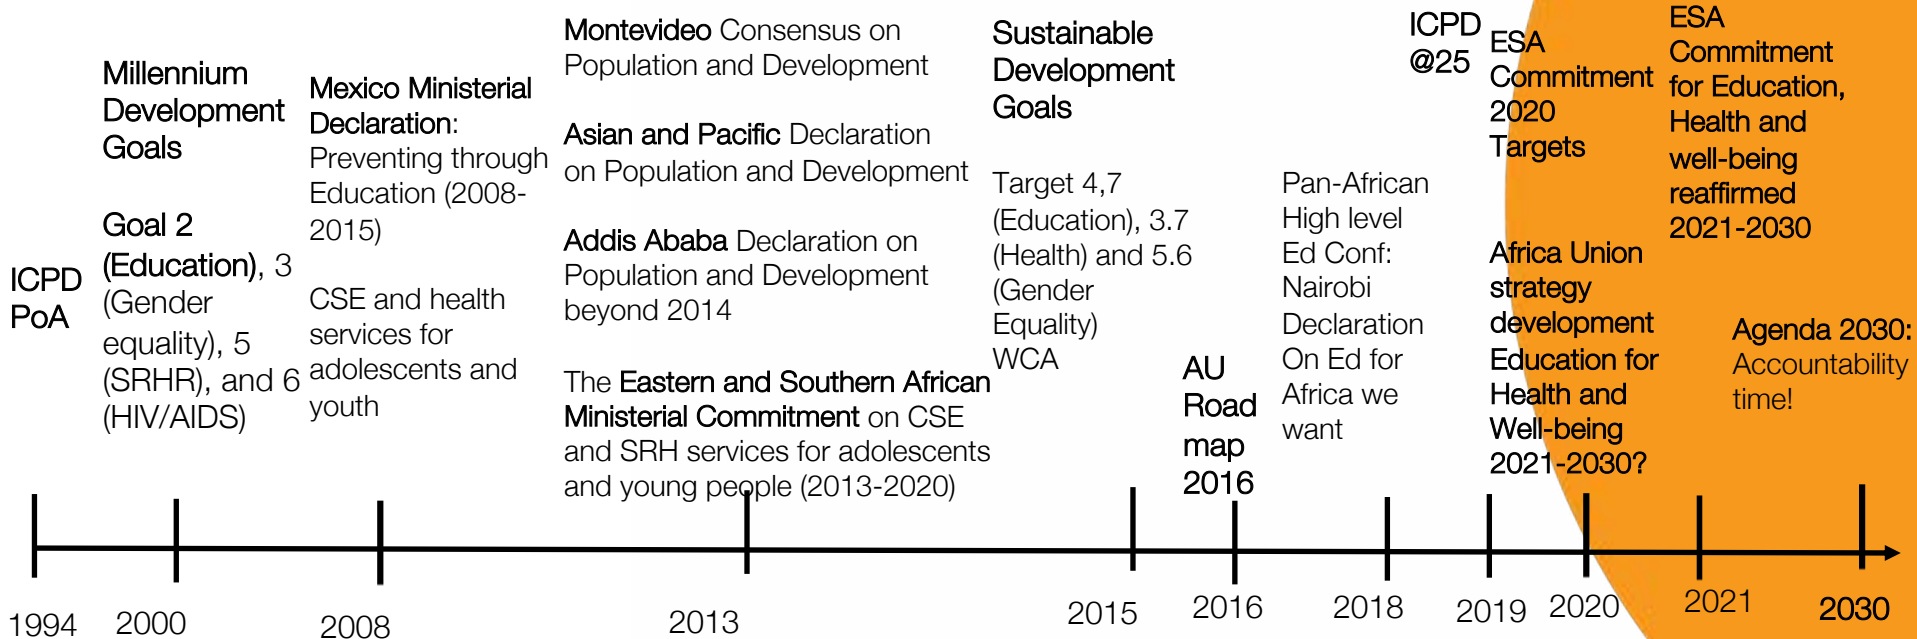 ICPD
PoA
Millennium
Development
Goals
Goal 2
(Education), 3
(Gender
equality), 5
(SRHR), and 6
(HIV/AIDS)
Mexico Ministerial
Declaration:
Preventing through
Education (2008-
2015)
CSE and health
services for
adolescents and
youth
Montevideo Consensus on
Population and Development
Asian and Pacific Declaration
on Population and Development
Addis Ababa Declaration on
Population and Development
beyond 2014
The Eastern and Southern African
Ministerial Commitment on CSE
and SRH services for adolescents
and young people (2013-2020)
Sustainable
Development
Goals
Target 4,7
(Education), 3.7
(Health) and 5.6
(Gender
Equality)
WCA
AU
Road
map
2016
Pan-African
High level
Ed Conf:
Nairobi
Declaration
On Ed for
Africa we
want
ICPD
@25
ESA
Commitment
2020
Targets
Africa Union
strategy
development
Education for
Health and
Well-being
2021-2030?
ESA
Commitment
for Education,
Health and
well-being
reaffirmed
2021-2030
Agenda 2030:
Accountability
time!
1994
2000
2008
2013
2015
2016
2018
2019
2020
2021
2030